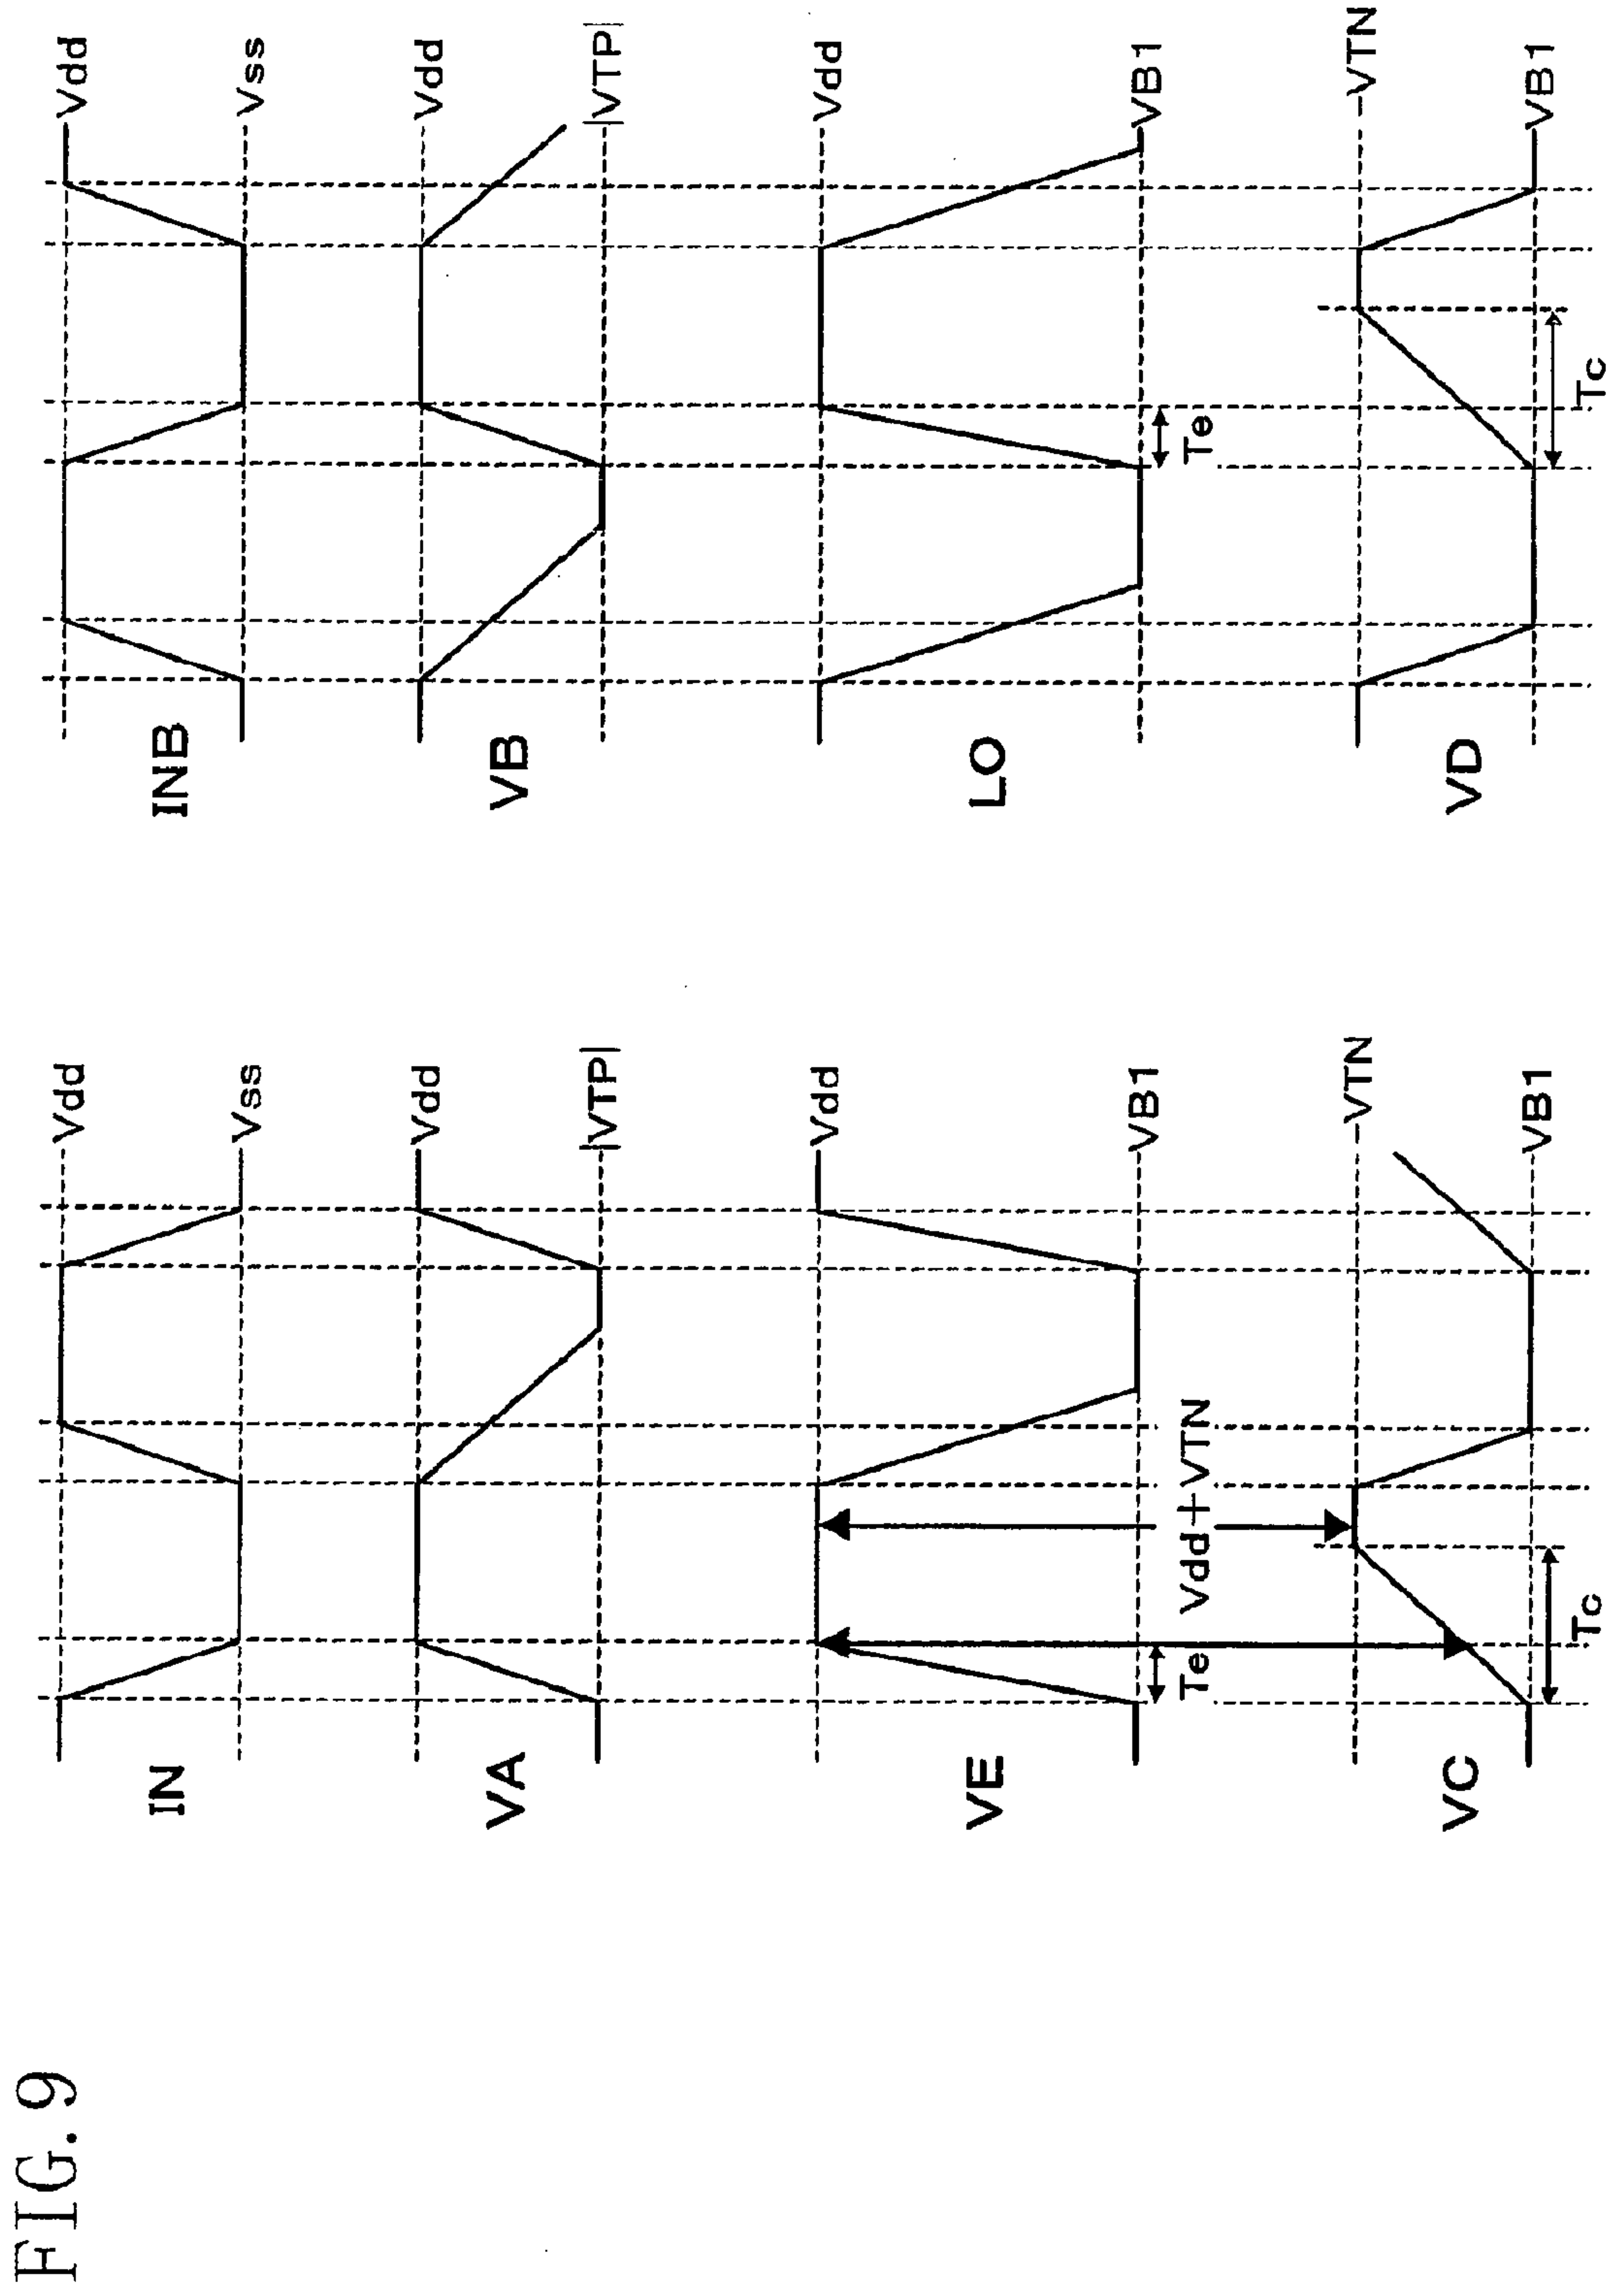 FIG. 9
IN
Vdd
Vss
VA
Vdd
|VTP|
VE
Vdd
VB1
Te
Vdd+VTN
VC
VTN
VB1
Tc
INB
Vdd
Vss
VB
Vdd
|VTP|
LO
Vdd
VB1
Te
VD
VTN
VB1
Tc